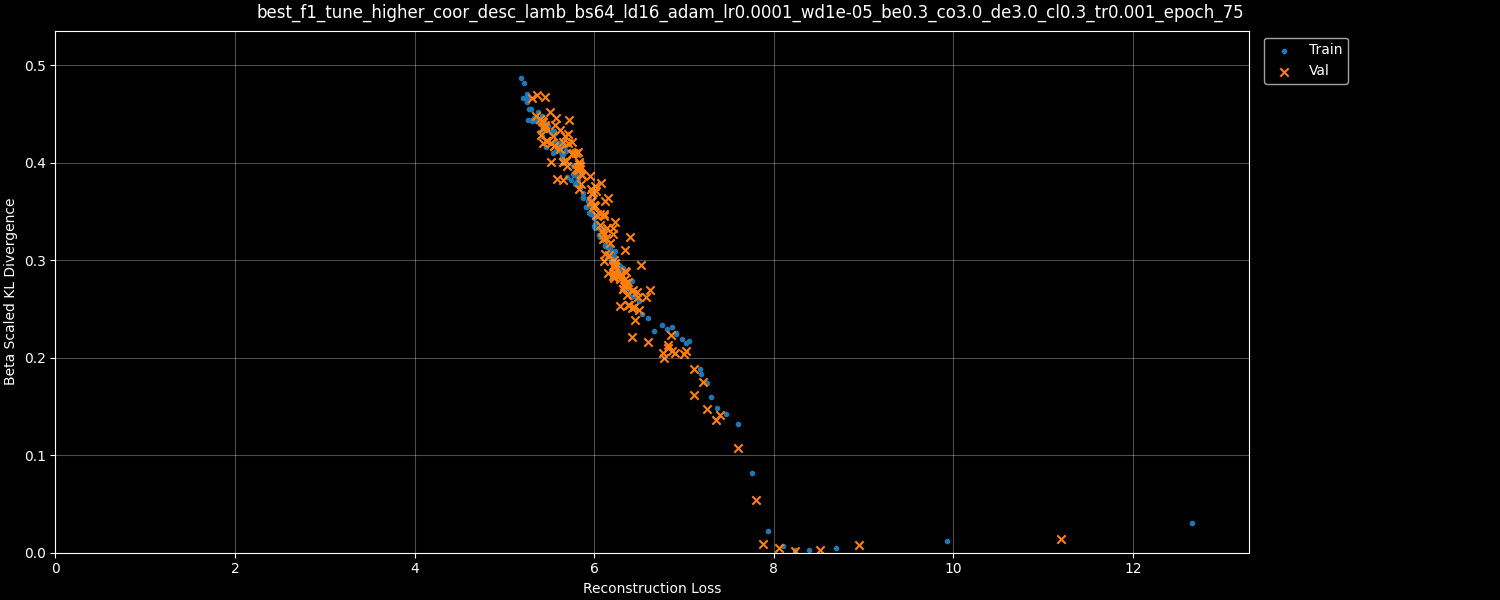 best_f1_tune_higher_coor_desc_lamb_bs64_ld16_adam_lr0.0001_wd1e-05_be0.3_co3.0_de3.0_cl0.3_tr0.001_epoch_75
Train
Val
Beta Scaled KL Divergence
0.5
0.4
0.3
0.2
0.1
0.0
0 2 4 6 8 10 12
Reconstruction Loss